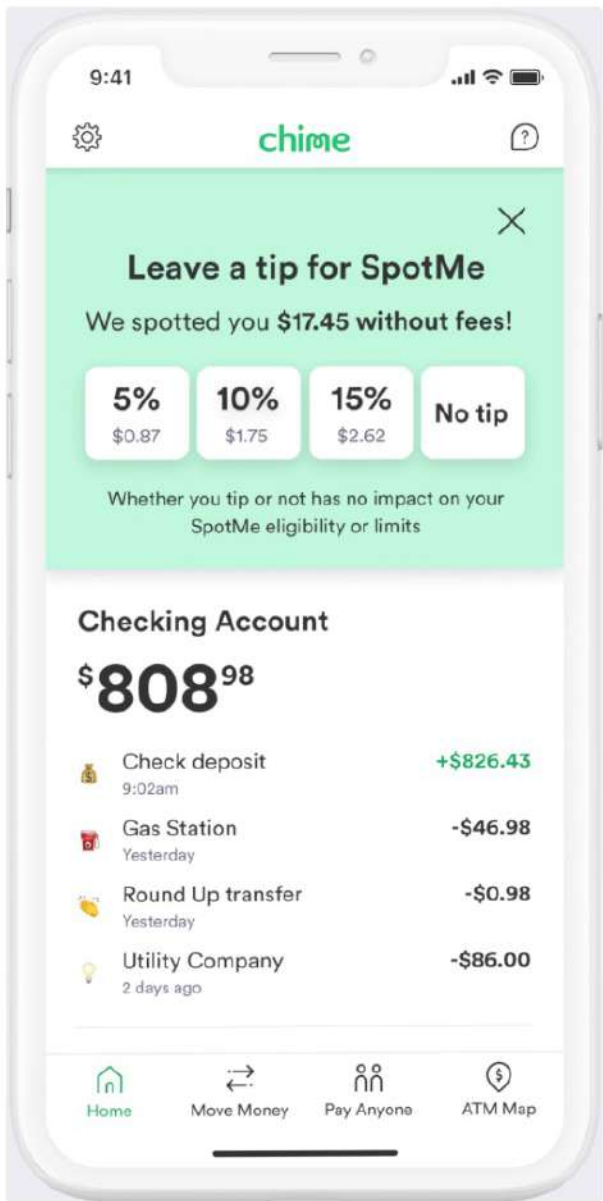 9:41
chime
?
Leave a tip for SpotMe
We spotted you $17.45 without fees!
5%
$0.87
10%
$1.75
15%
$2.62
No tip
Whether you tip or not has no impact on your
SpotMe eligibility or limits
Checking Account
$808.98
Check deposit
+$826.43
9:02am
Gas Station
-$46.98
Yesterday
Round Up transfer
-$0.98
Yesterday
Utility Company
-$86.00
2 days ago
Home
Move Money
Pay Anyone
$
ATM Map